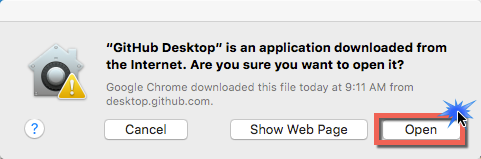 “GitHub Desktop” is an application downloaded from
the Internet. Are you sure you want to open it?
Google Chrome downloaded this file today at 9:11 AM from
desktop.github.com.
?
Cancel
Show Web Page
Open